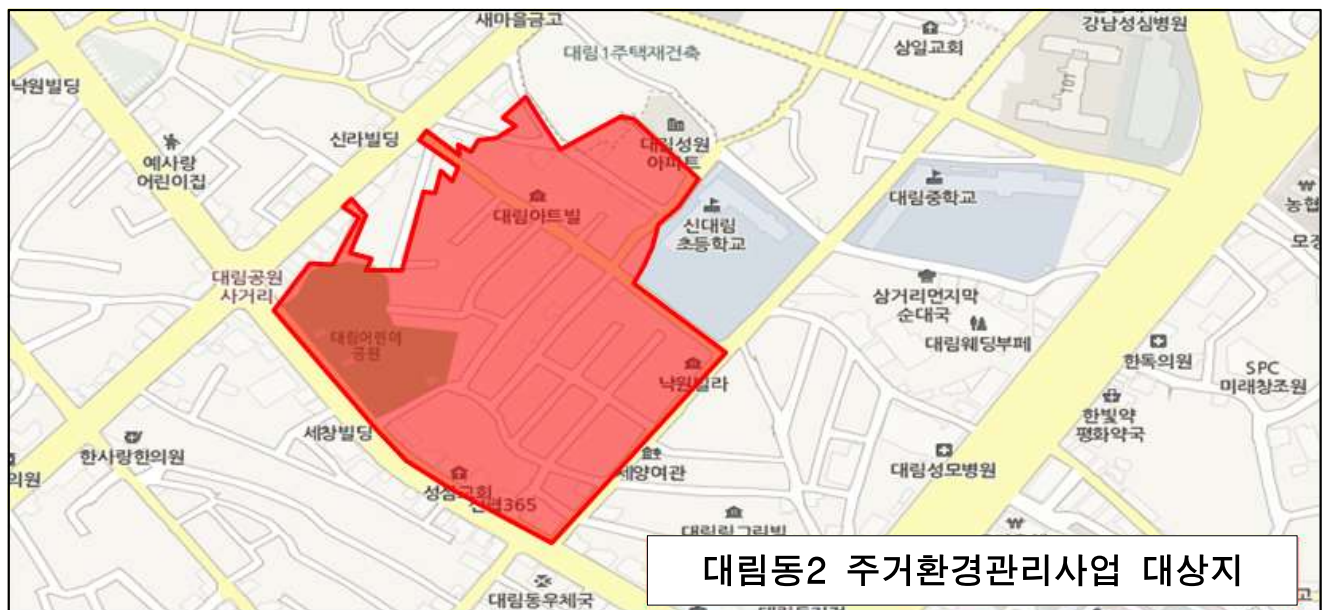 새마을금고
강남성심병원
삼일교회
대림1주택재건축
낙원빌딩
신라빌딩
예사랑
어린이집
대림성원
아파트
대림중학교
농협
대림아트빌
신대림
초등학교
대림공원
사거리
삼거리먼지막
순대국
대림웨딩부페
대림어린이
공원
한독의원
SPC
미래창조원
낙원빌라
한빛약
평화약국
세창빌딩
한사랑한의원
의원
세양여관
대림성모병원
성삼교회
365
대림동우체국
대림동2 주거환경관리사업 대상지